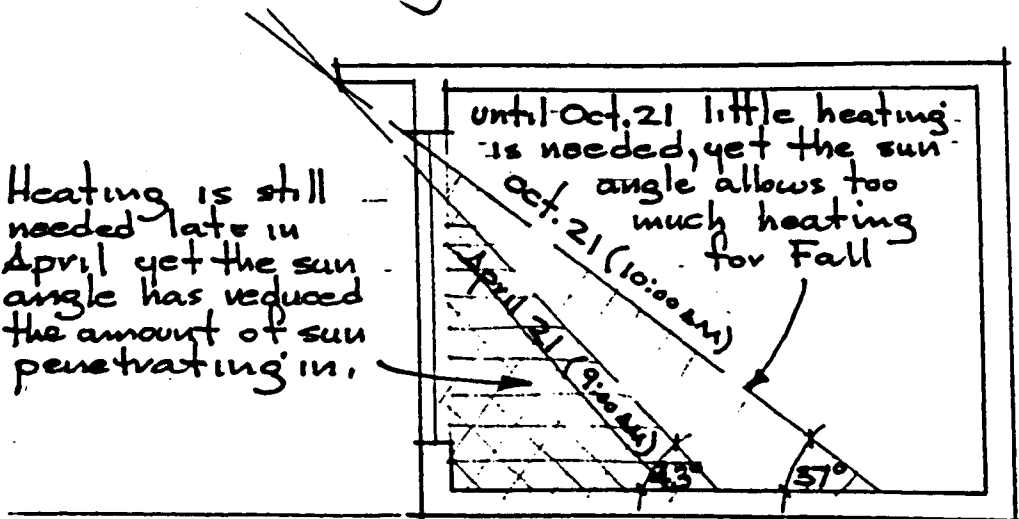 until Oct. 21 little heating
is needed, yet the sun
angle allows too
much heating
for Fall
Heating is still
needed late in
April yet the sun
angle has reduced
the amount of sun
penetrating in.
Oct. 21 (10:00 AM)
April 21 (9:00 AM)
43°
37°